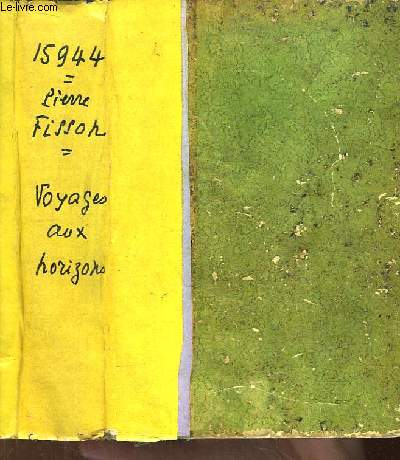 Le-livre.com
15944
=
Pierre
Fisson
=
Voyages
aux
horizons